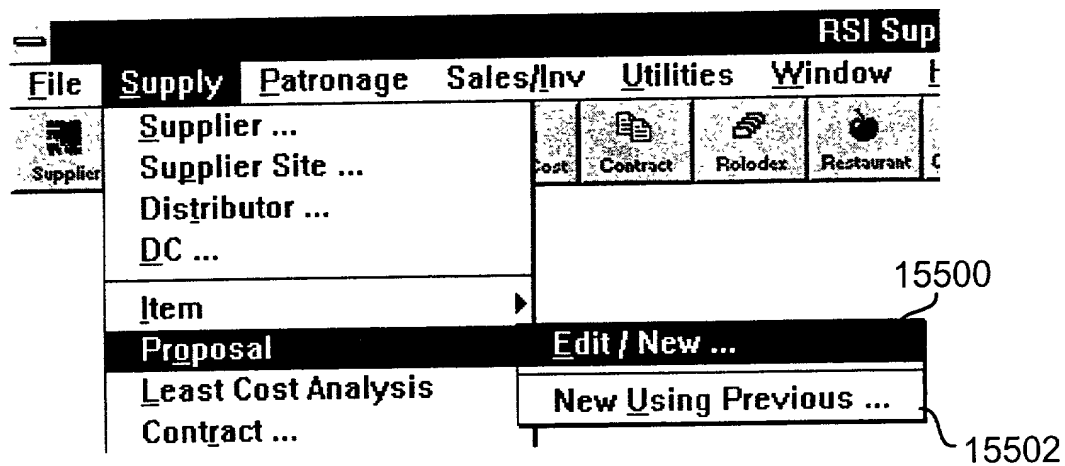 RSI Sup
File Supply Patronage Sales/Inv Utilities Window
Supplier Cost Contract Rolodex Restaurant
Supplier ...
Supplier Site ...
Distributor ...
DC ...
Item
Proposal
Least Cost Analysis
Contract ...
Edit / New ...
New Using Previous ...
15500
15502